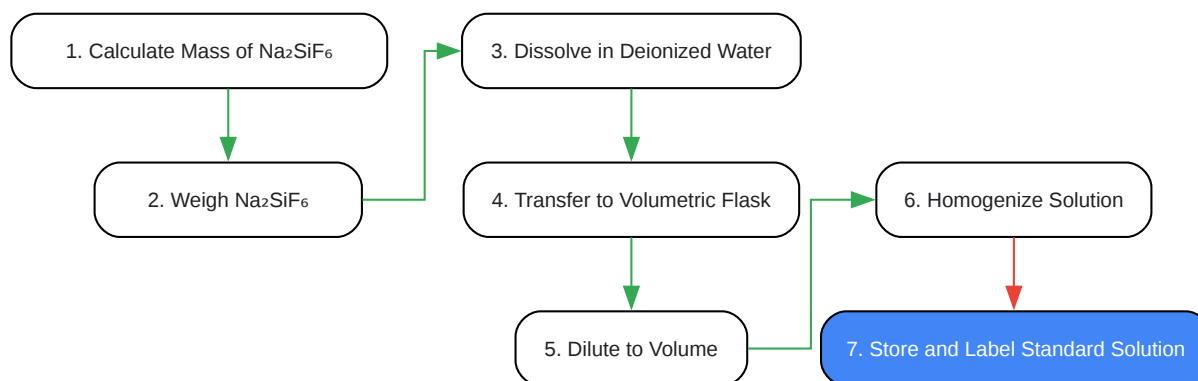 1. Calculate Mass of Na₂SiF₆
2. Weigh Na₂SiF₆
3. Dissolve in Deionized Water
4. Transfer to Volumetric Flask
5. Dilute to Volume
6. Homogenize Solution
7. Store and Label Standard Solution